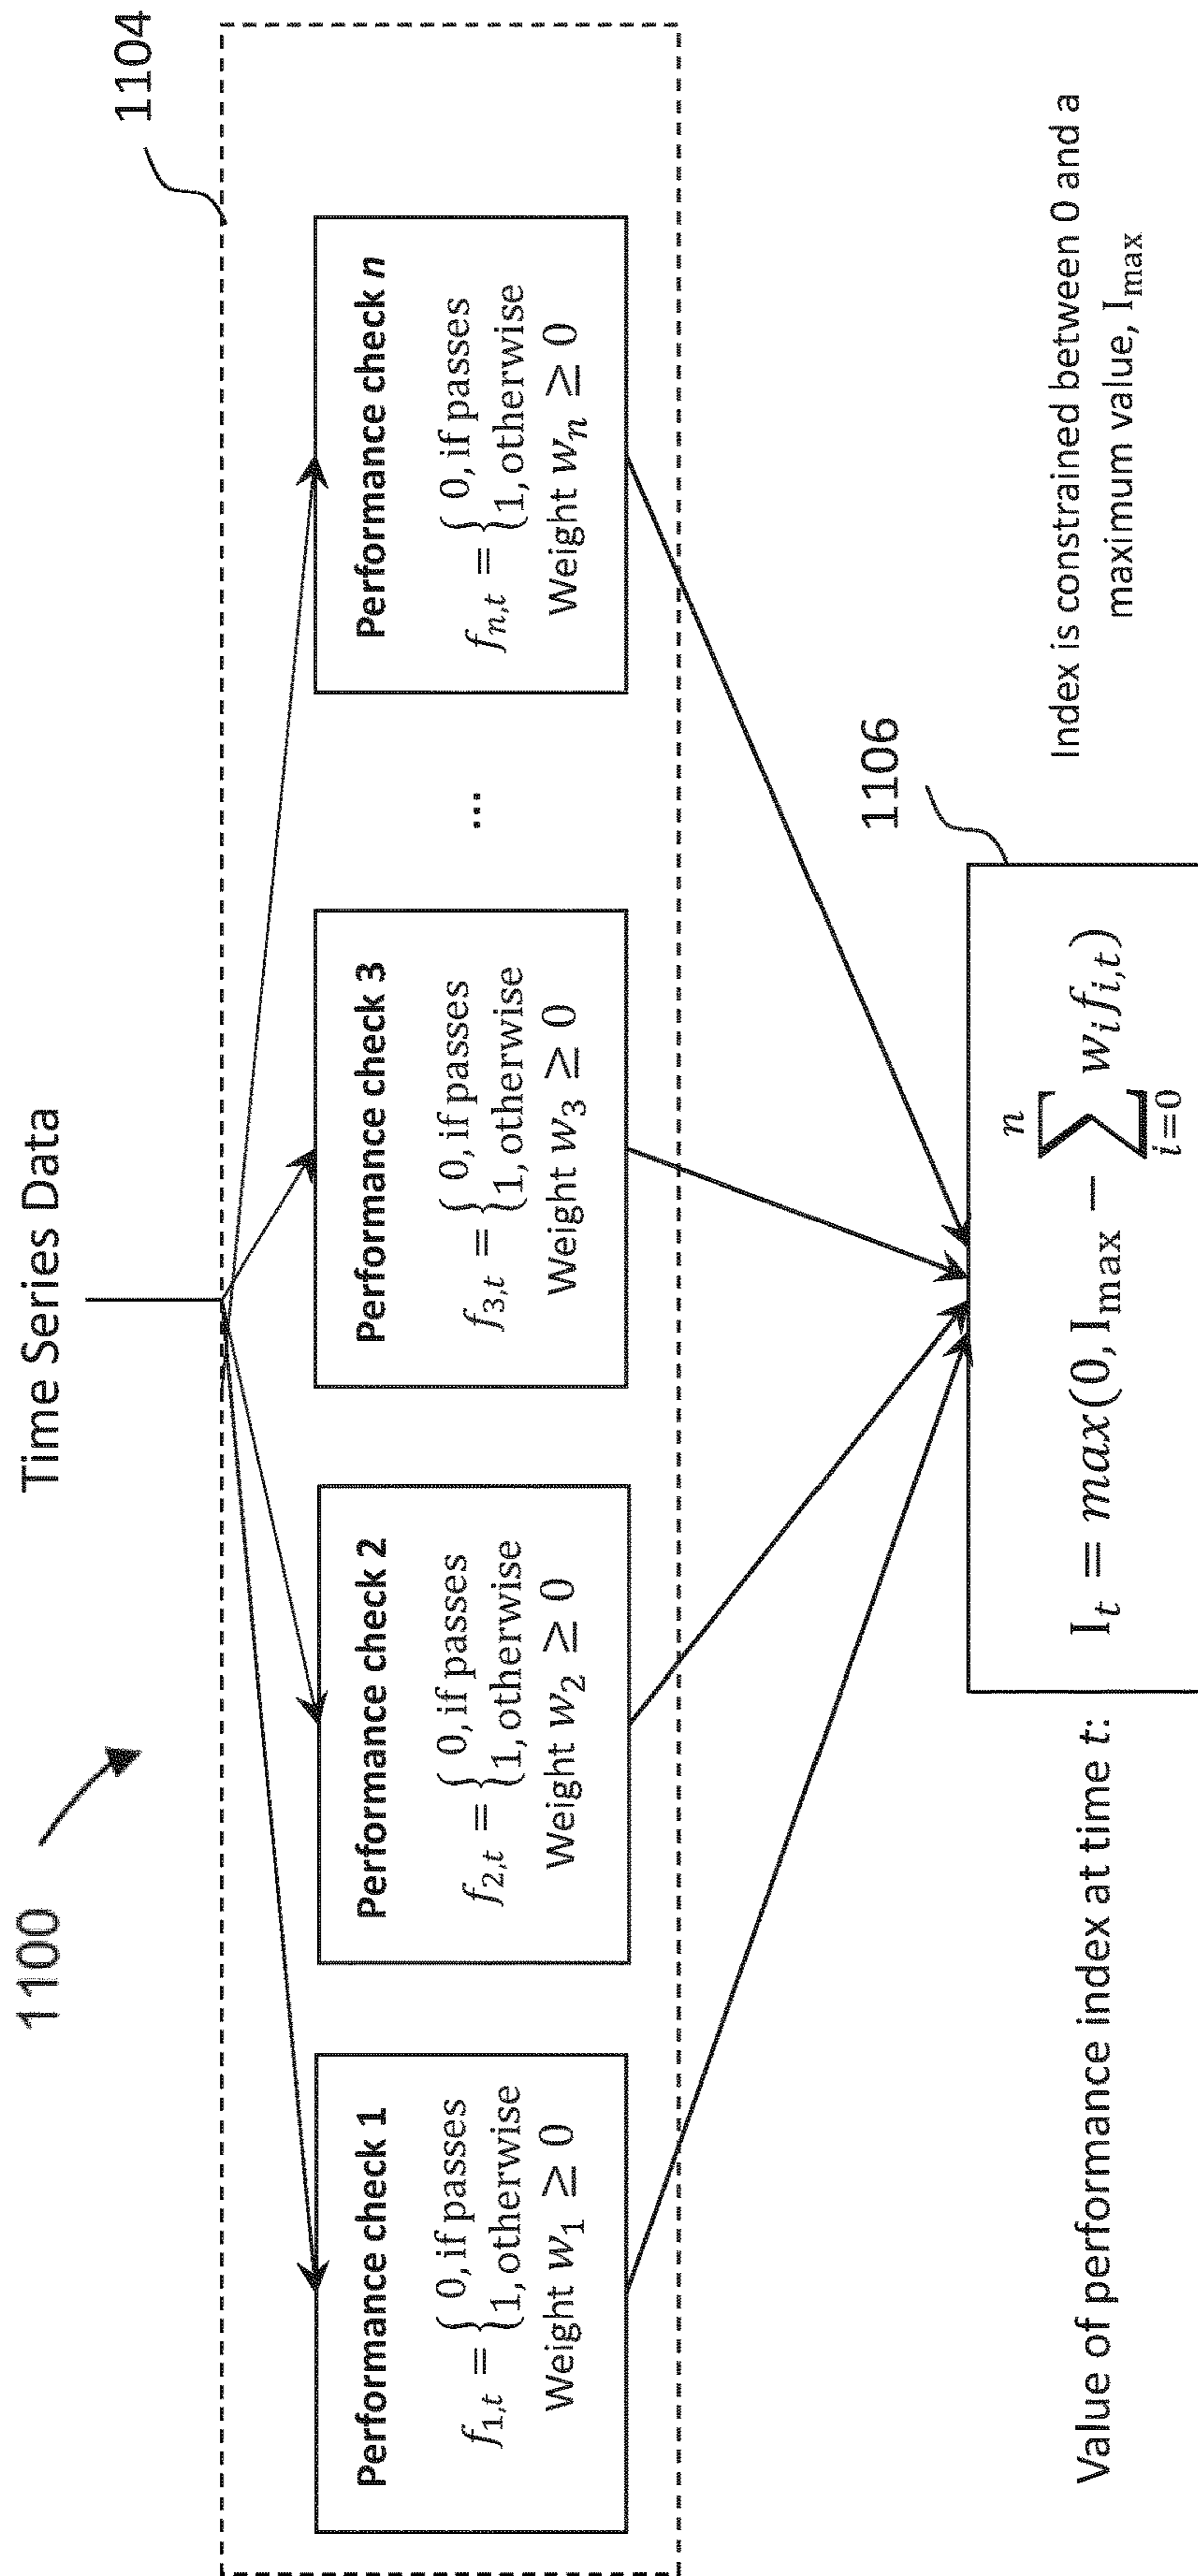 1100
Time Series Data
1104
Performance check 1
f_{1,t} = { 0, if passes
1, otherwise
Weight w_1 ≥ 0
Performance check 2
f_{2,t} = { 0, if passes
1, otherwise
Weight w_2 ≥ 0
Performance check 3
f_{3,t} = { 0, if passes
1, otherwise
Weight w_3 ≥ 0
...
Performance check n
f_{n,t} = { 0, if passes
1, otherwise
Weight w_n ≥ 0
1106
Value of performance index at time t:
I_t = max(0, I_max − ∑_{i=0}^{n} w_i f_{i,t})
Index is constrained between 0 and a
maximum value, I_max